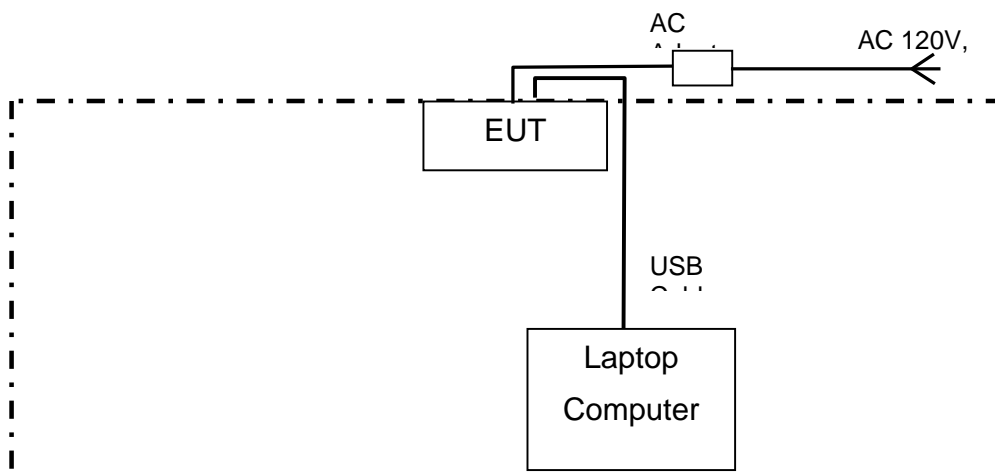 AC
AC 120V,
EUT
USB
Laptop
Computer